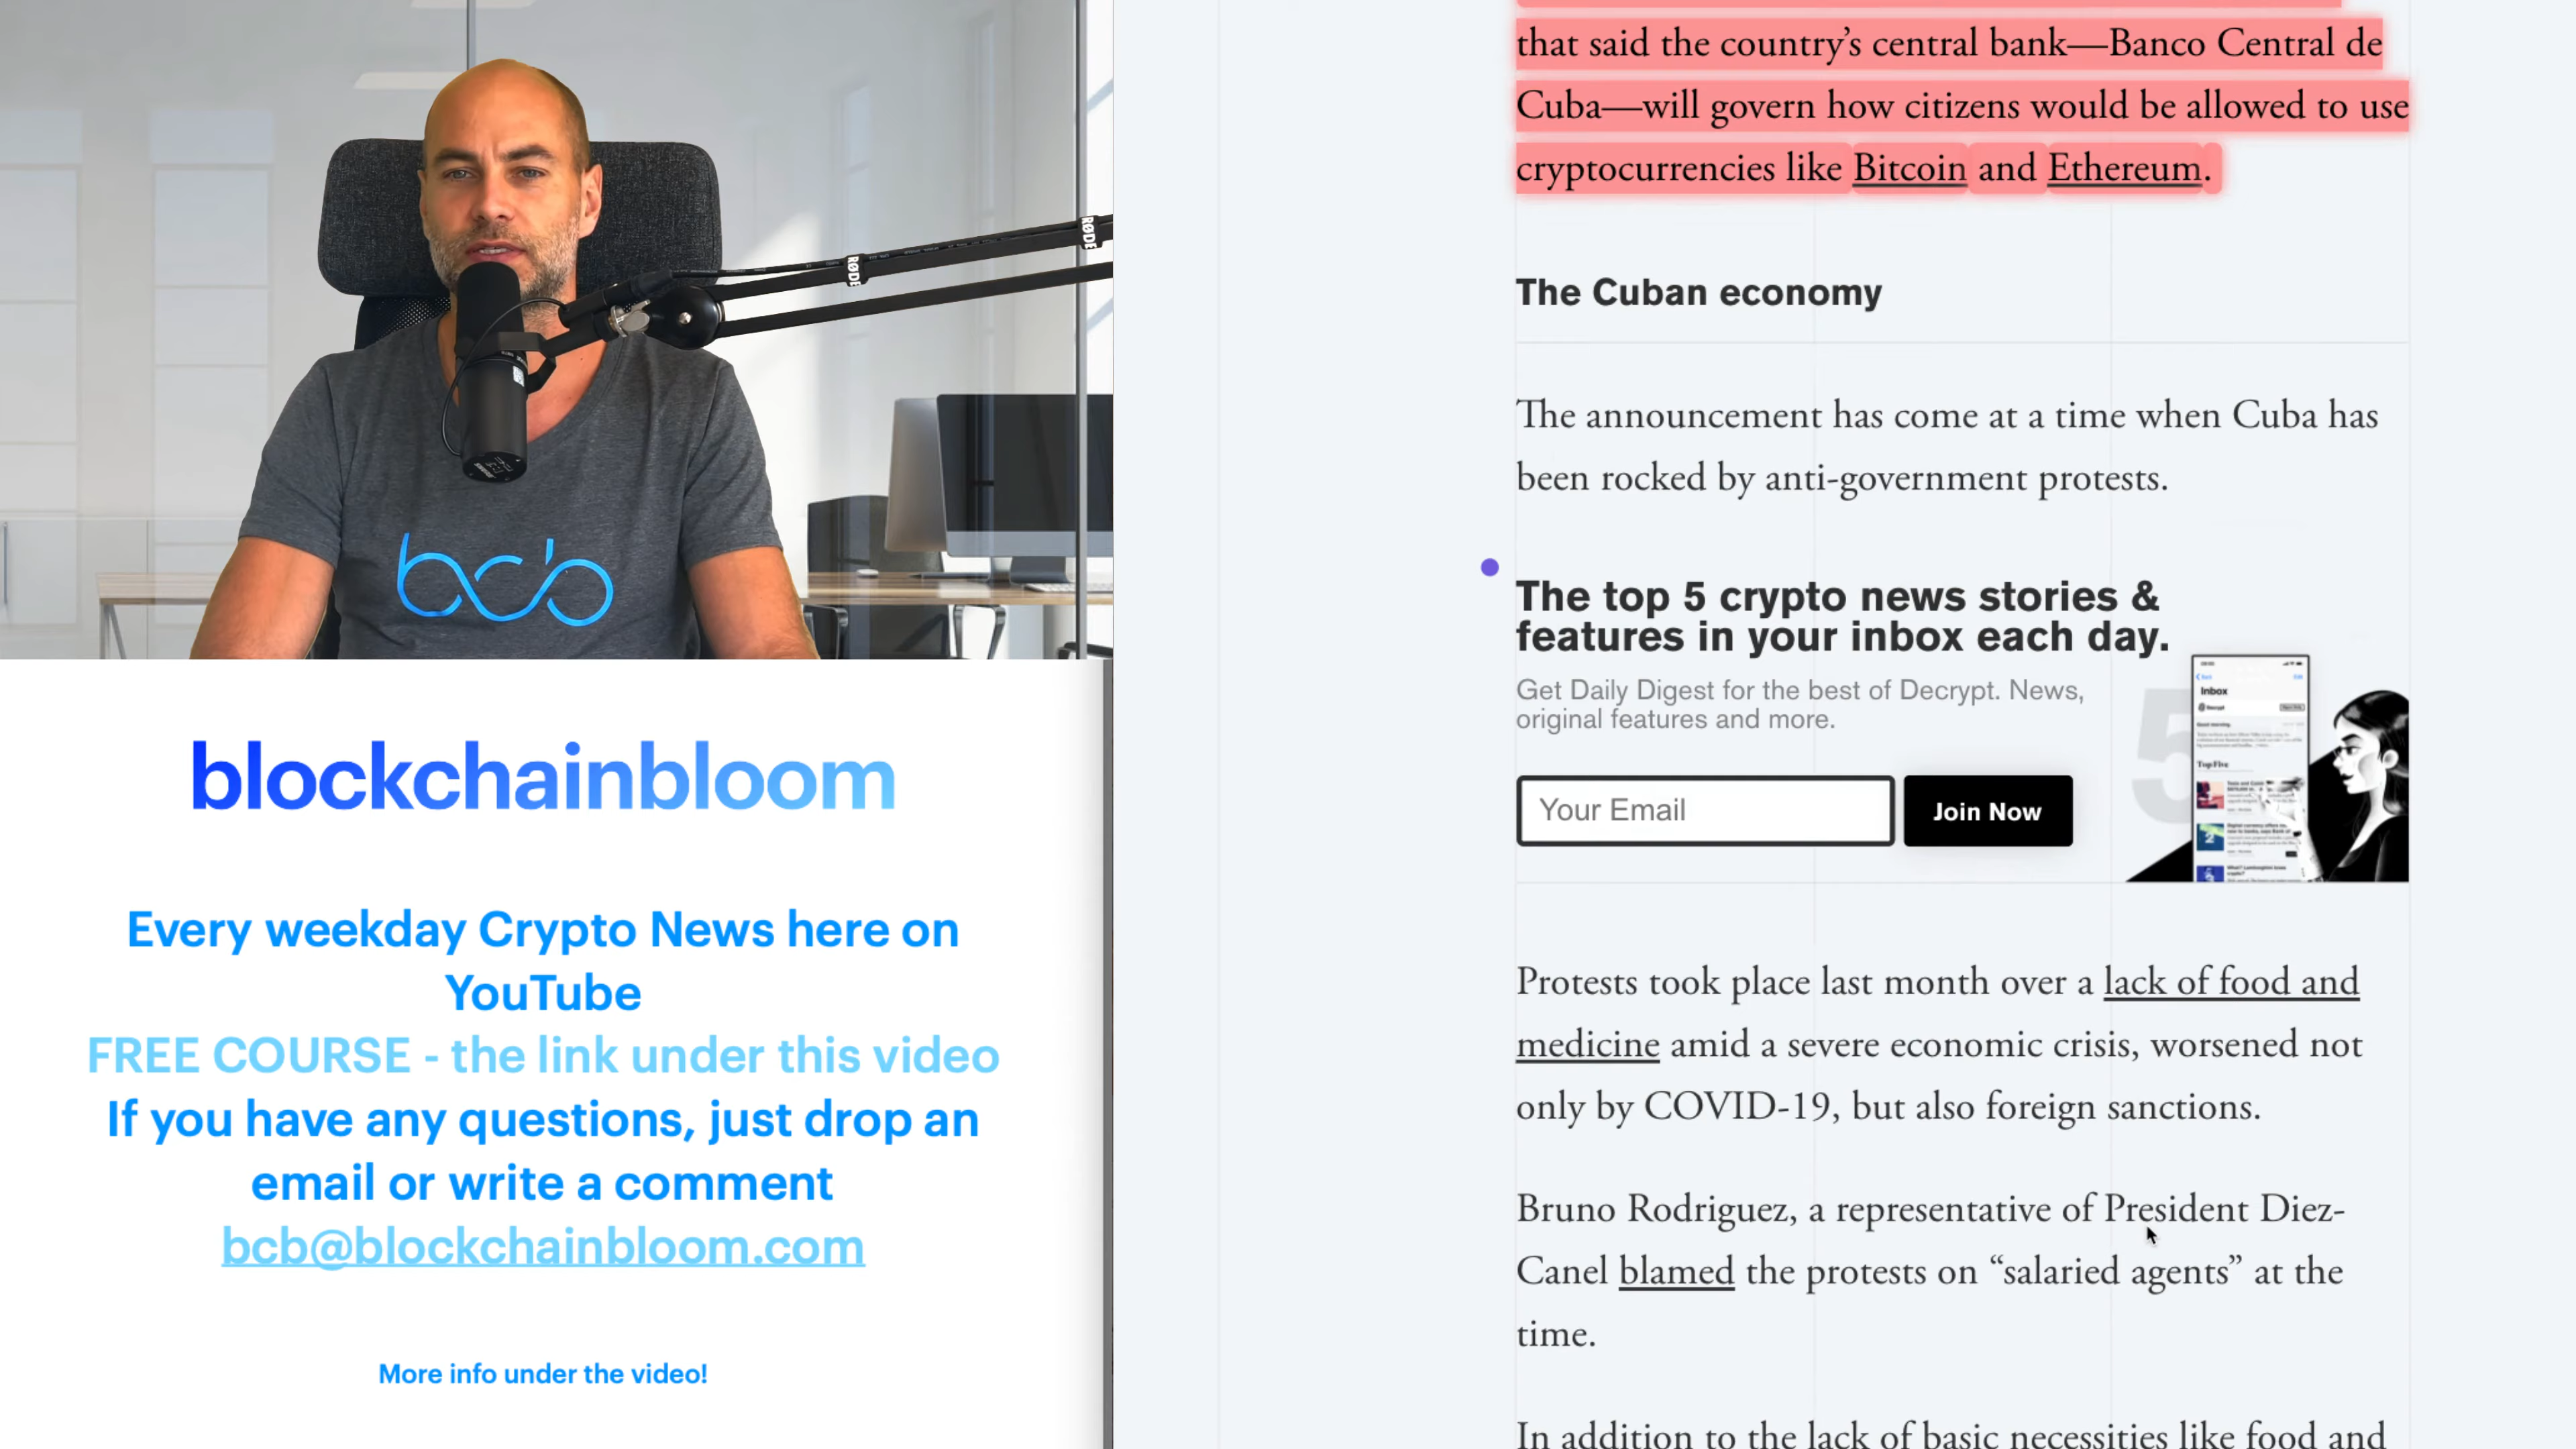 RØDE
RØDE
bcb
blockchainbloom
Every weekday Crypto News here on
YouTube
FREE COURSE - the link under this video
If you have any questions, just drop an
email or write a comment
bcb@blockchainbloom.com
More info under the video!
that said the country’s central bank—Banco Central de
Cuba—will govern how citizens would be allowed to use
cryptocurrencies like Bitcoin and Ethereum.
The Cuban economy
The announcement has come at a time when Cuba has
been rocked by anti-government protests.
The top 5 crypto news stories &
features in your inbox each day.
Get Daily Digest for the best of Decrypt. News,
original features and more.
Your Email
Join Now
5
Inbox
Decrypt
Top Five
Protests took place last month over a lack of food and
medicine amid a severe economic crisis, worsened not
only by COVID-19, but also foreign sanctions.
Bruno Rodriguez, a representative of President Diez-
Canel blamed the protests on “salaried agents” at the
time.
In addition to the lack of basic necessities like food and